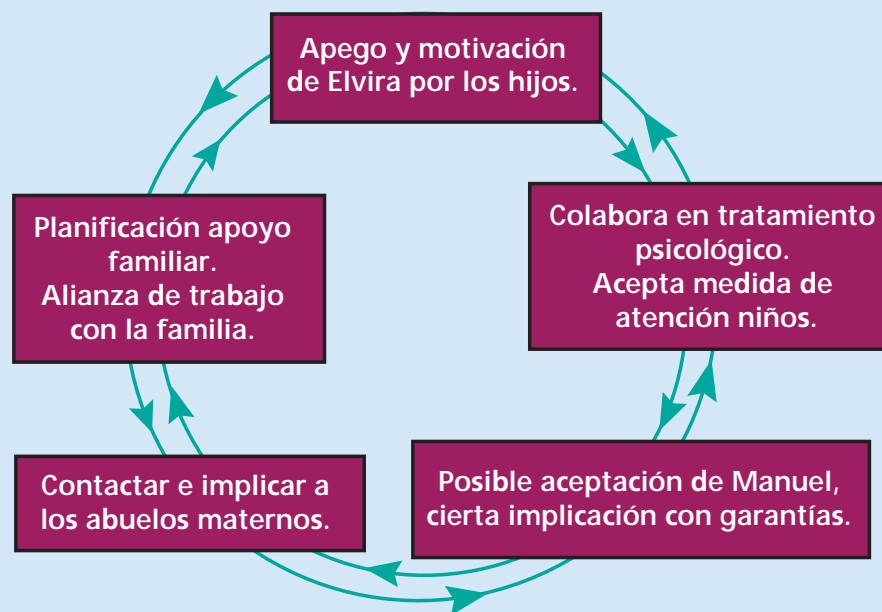 Apego y motivación
de Elvira por los hijos.
Planificación apoyo
familiar.
Alianza de trabajo
con la familia.
Colabora en tratamiento
psicológico.
Acepta medida de
atención niños.
Contactar e implicar a
los abuelos maternos.
Posible aceptación de Manuel,
cierta implicación con garantías.